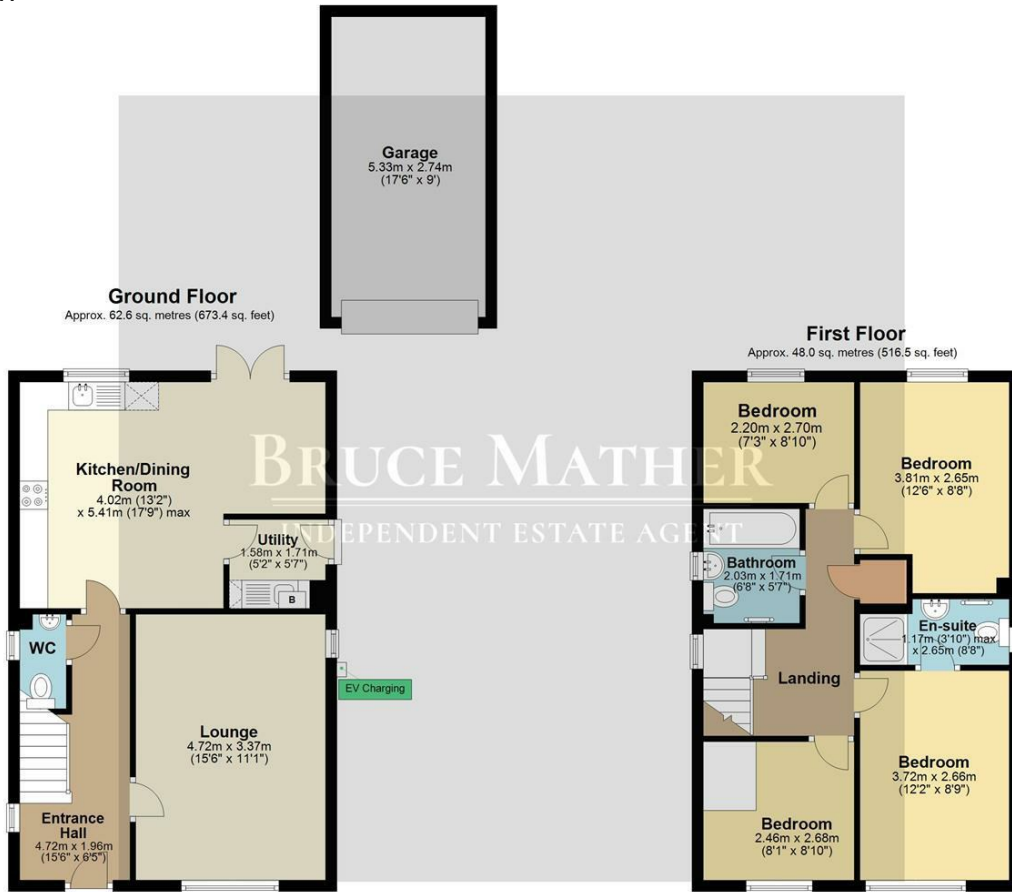 Garage
5.33m x 2.74m
(17'6" x 9')
Ground Floor
Approx. 62.6 sq. metres (673.4 sq. feet)
Kitchen/Dining
Room
4.02m (13'2")
x 5.41m (17'9") max
Utility
1.58m x 1.71m
(5'2" x 5'7")
B
WC
Lounge
4.72m x 3.37m
(15'6" x 11'1")
EV Charging
Entrance
Hall
4.72m x 1.96m
(15'6" x 6'5")
BRUCE MATHER
INDEPENDENT ESTATE AGENT
First Floor
Approx. 48.0 sq. metres (516.5 sq. feet)
Bedroom
2.20m x 2.70m
(7'3" x 8'10")
Bedroom
3.81m x 2.65m
(12'6" x 8'8")
Bathroom
2.03m x 1.71m
(6'8" x 5'7")
En-suite
1.17m (3'10") max
x 2.65m (8'8")
Landing
Bedroom
3.72m x 2.66m
(12'2" x 8'9")
Bedroom
2.46m x 2.68m
(8'1" x 8'10")